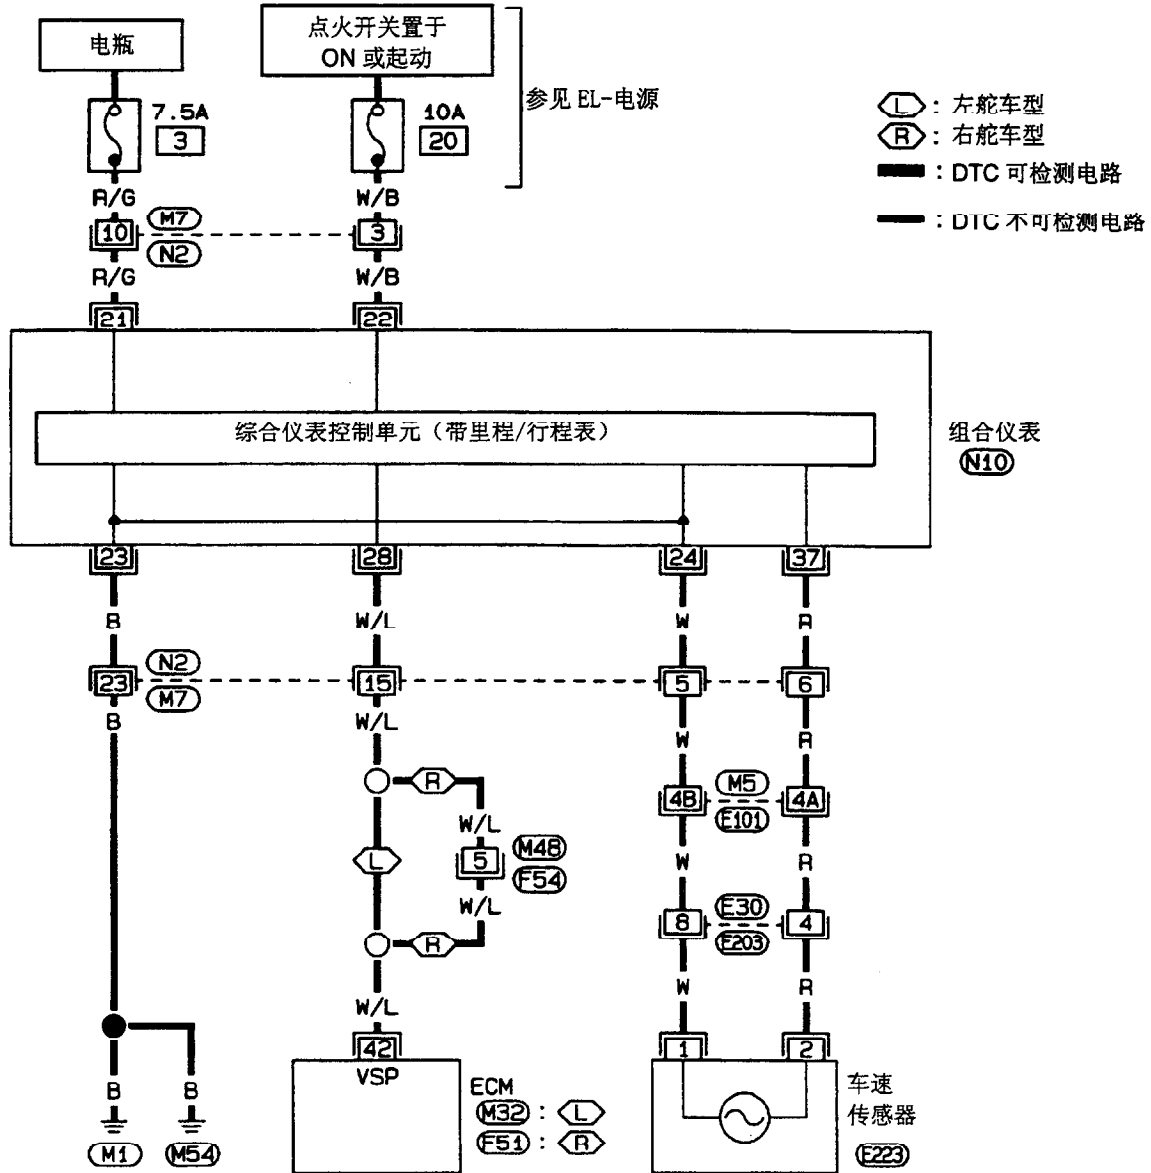 电瓶
点火开关置于
ON 或起动
参见 EL-电源
7.5A
3
10A
20
L : 左舵车型
R : 右舵车型
: DTC 可检测电路
: DTC 不可检测电路
R/G
W/B
10
M7
N2
3
R/G
W/B
21
22
综合仪表控制单元（带里程/行程表）
组合仪表
N10
23
28
24
37
B
W/L
W
R
23
N2
M7
15
5
6
B
W/L
W
R
R
4B
M5
E101
4A
W/L
L
5
M48
F54
W
R
W/L
8
E30
E203
4
R
W/L
W
R
42
1
2
VSP
B
B
ECM
M32 : L
F51 : R
车速
传感器
M1
M54
E223